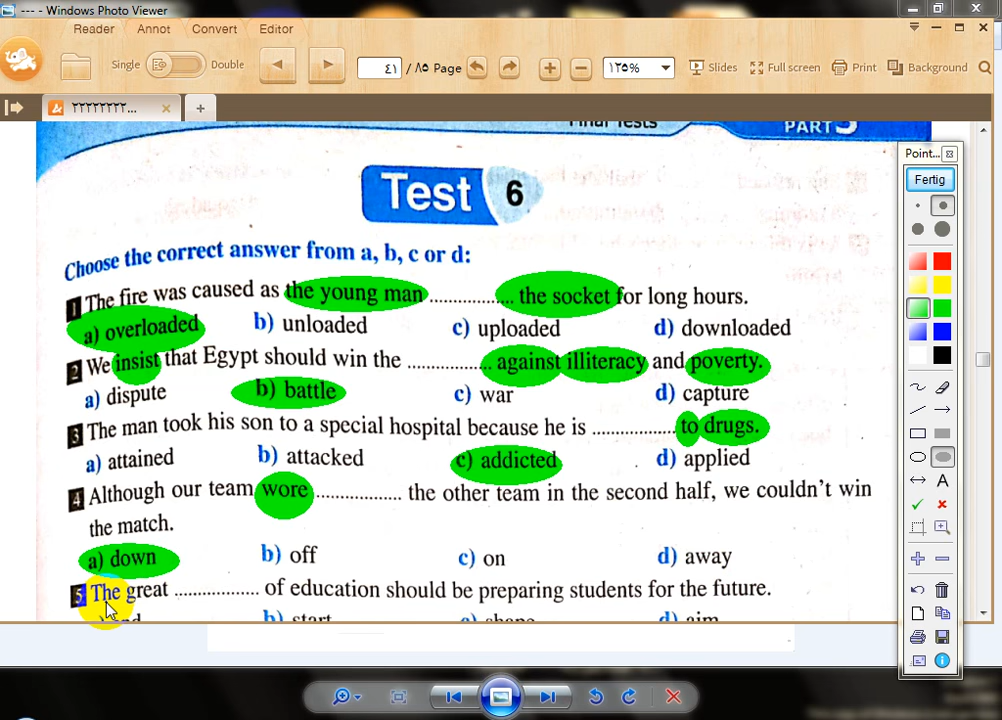 ---- - Windows Photo Viewer
Reader Annot Convert Editor
Single Double ٤١ / ٨٥ Page ١٢٥% Slides Full screen Print Background
٢٢٢٢٢٢٢٢...
Final Tests
PART 3
Test 6
Choose the correct answer from a, b, c or d:
1 The fire was caused as the young man .................. the socket for long hours.
a) overloaded b) unloaded c) uploaded d) downloaded
2 We insist that Egypt should win the .................. against illiteracy and poverty.
a) dispute b) battle c) war d) capture
3 The man took his son to a special hospital because he is .................. to drugs.
a) attained b) attacked c) addicted d) applied
4 Although our team wore .................. the other team in the second half, we couldn't win
the match.
a) down b) off c) on d) away
5 The great .................. of education should be preparing students for the future.
b) start d) aim
Point...
Fertig
A